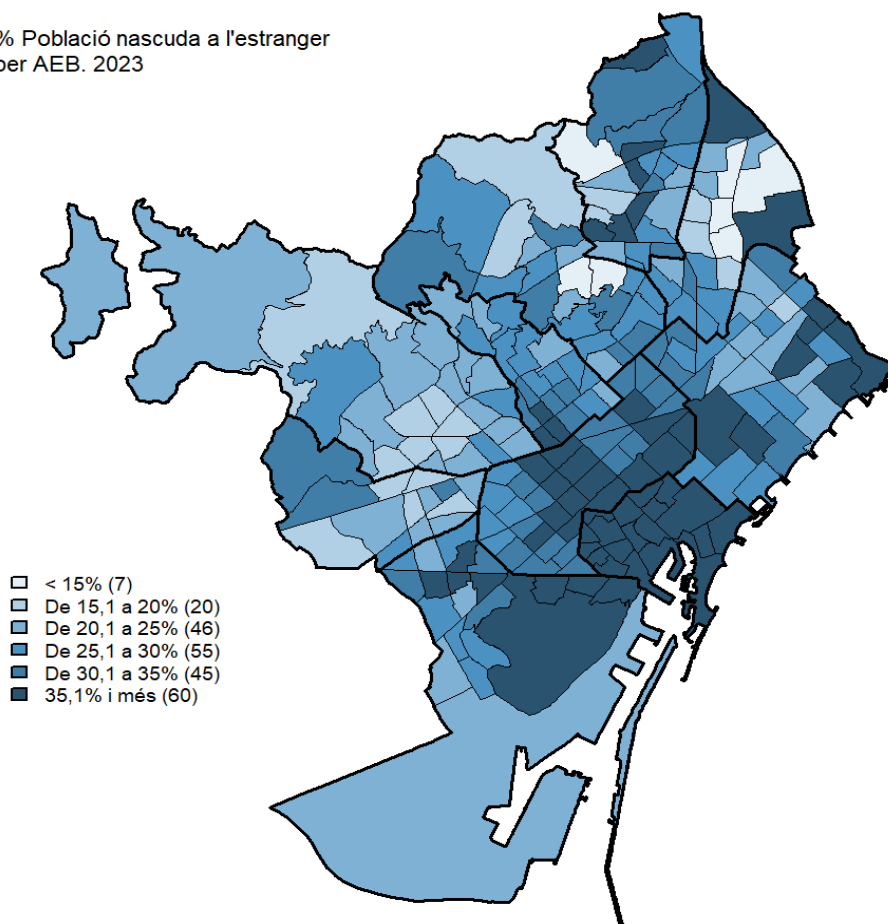 % Població nascuda a l'estranger
per AEB. 2023
< 15% (7)
De 15,1 a 20% (20)
De 20,1 a 25% (46)
De 25,1 a 30% (55)
De 30,1 a 35% (45)
35,1% i més (60)